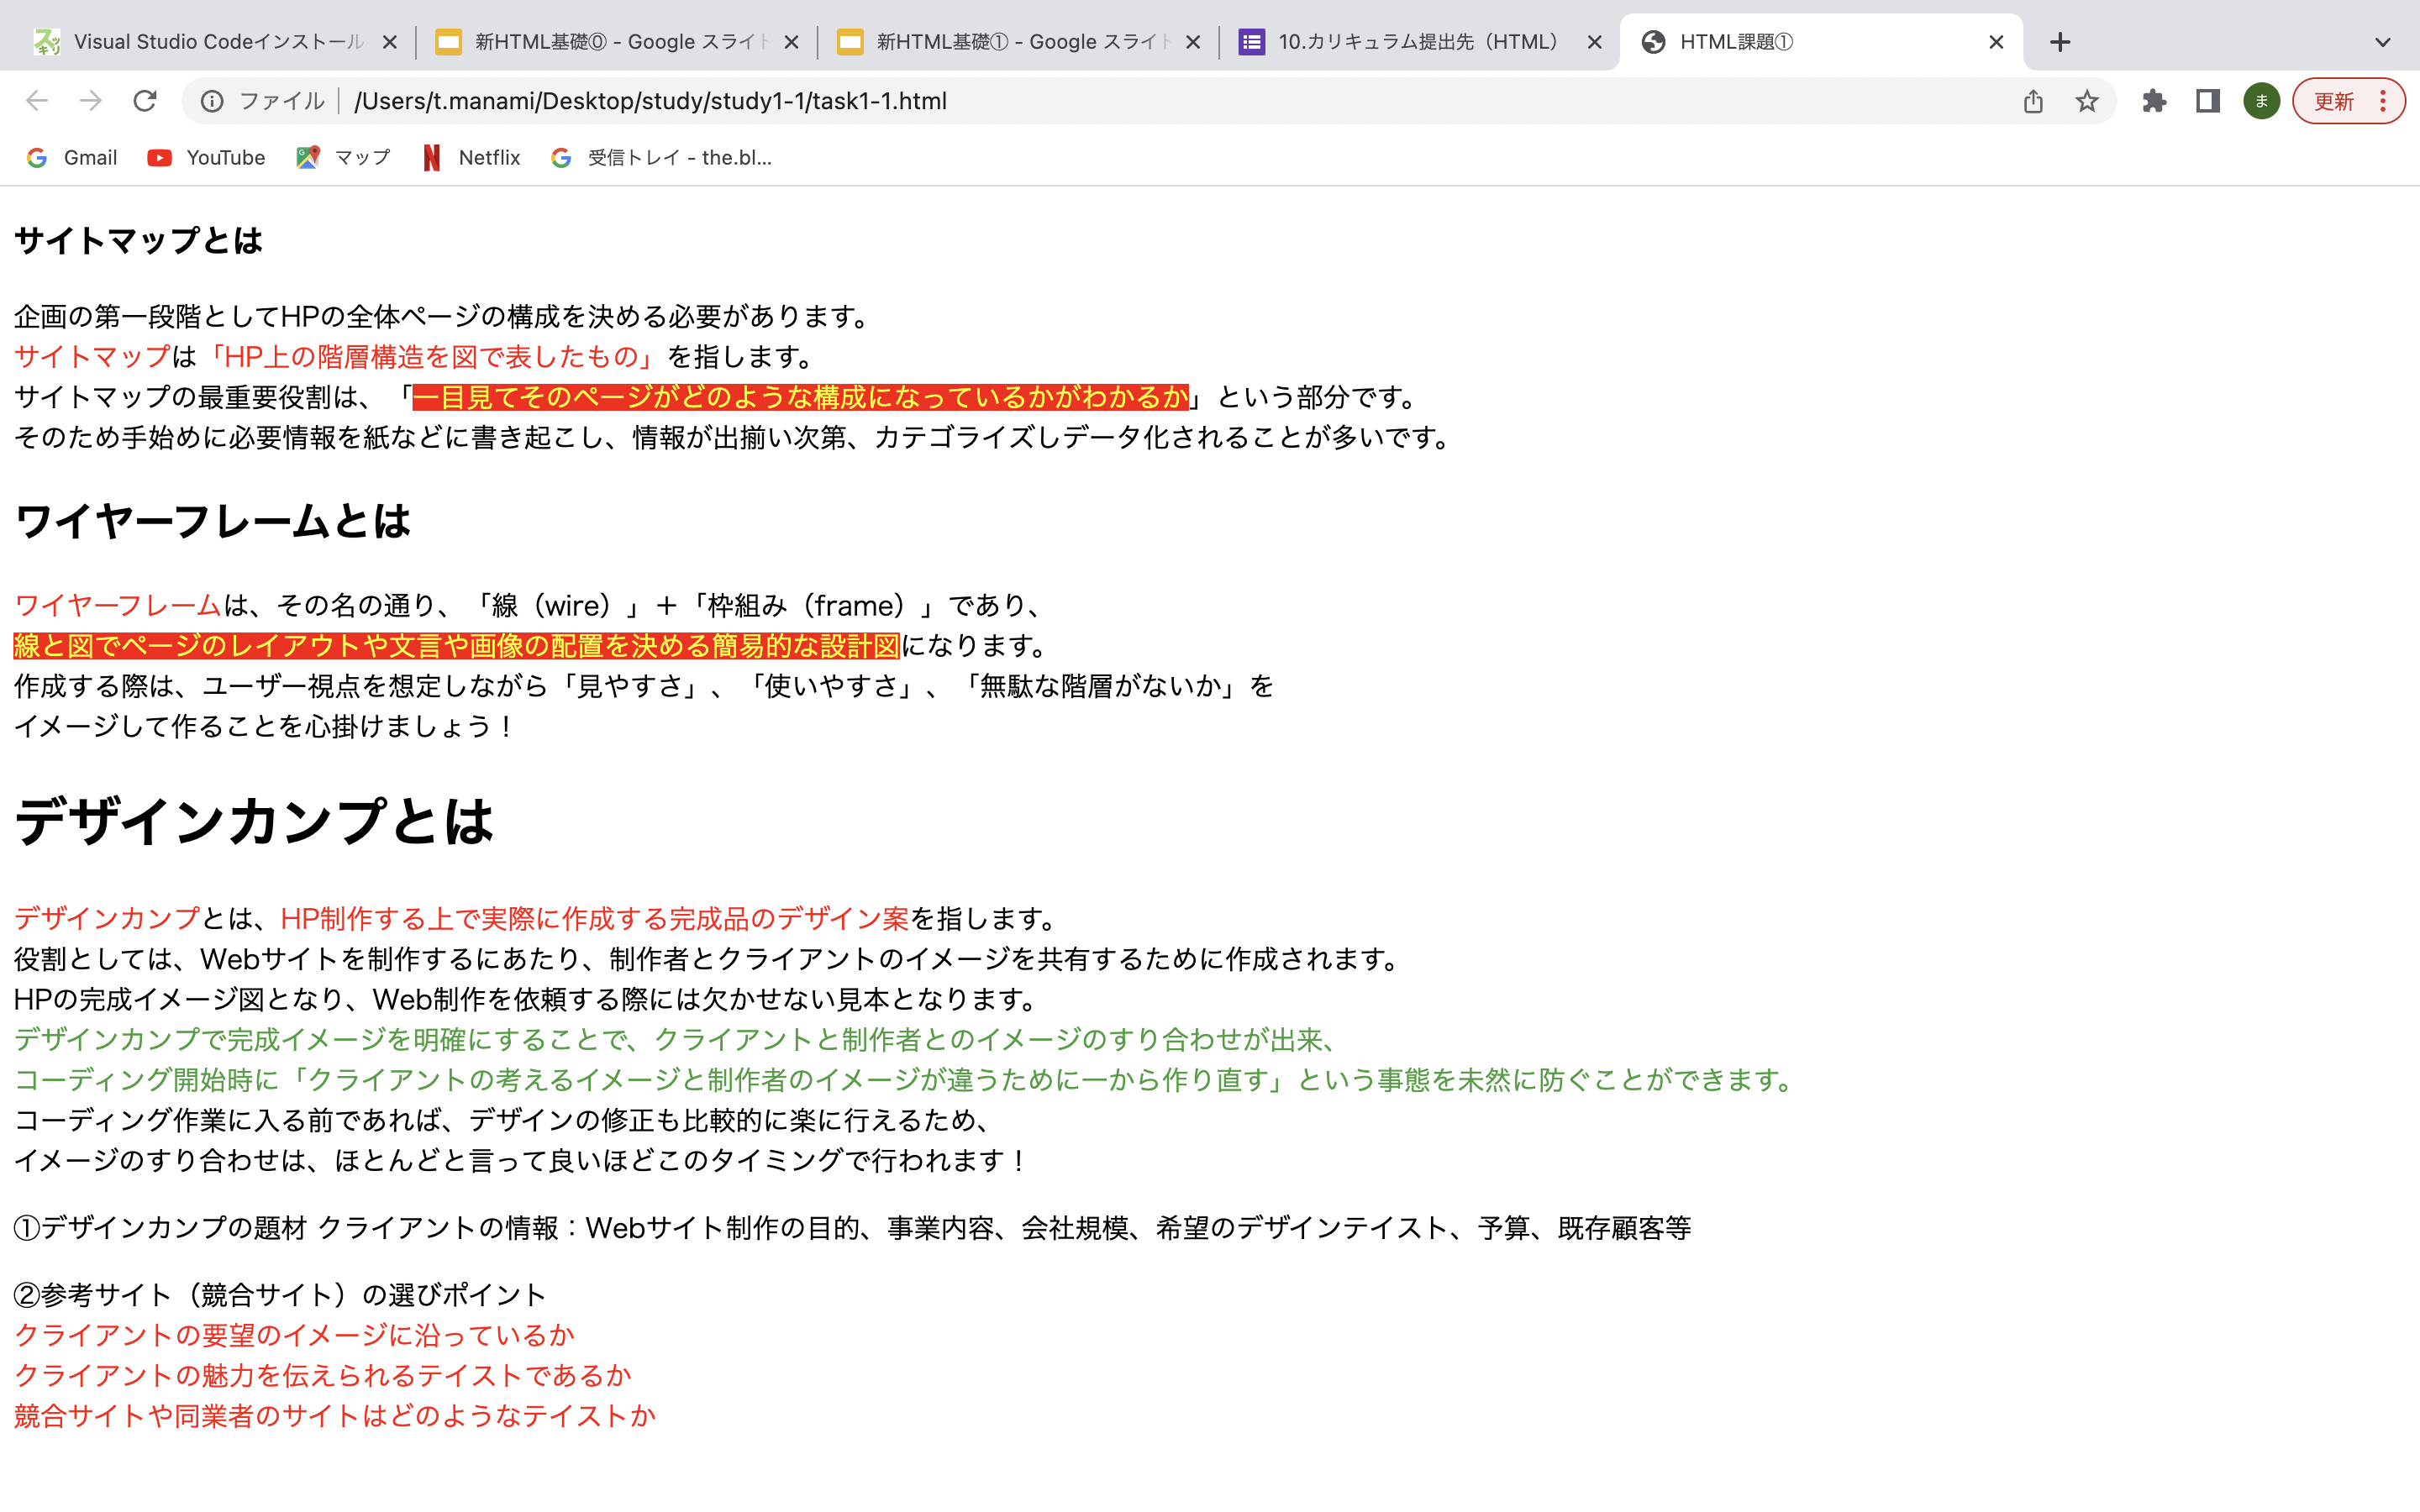 Visual Studio Codeインストール
新HTML基礎⓪ - Google スライド
新HTML基礎① - Google スライド
10.カリキュラム提出先（HTML）
HTML課題①
ファイル
/Users/t.manami/Desktop/study/study1-1/task1-1.html
ま
更新
Gmail
YouTube
マップ
Netflix
受信トレイ - the.bl...
サイトマップとは
企画の第一段階としてHPの全体ページの構成を決める必要があります。
サイトマップは「HP上の階層構造を図で表したもの」を指します。
サイトマップの最重要役割は、「一目見てそのページがどのような構成になっているかがわかるか」という部分です。
そのため手始めに必要情報を紙などに書き起こし、情報が出揃い次第、カテゴライズしデータ化されることが多いです。
ワイヤーフレームとは
ワイヤーフレームは、その名の通り、「線（wire）」＋「枠組み（frame）」であり、
線と図でページのレイアウトや文言や画像の配置を決める簡易的な設計図になります。
作成する際は、ユーザー視点を想定しながら「見やすさ」、「使いやすさ」、「無駄な階層がないか」を
イメージして作ることを心掛けましょう！
デザインカンプとは
デザインカンプとは、HP制作する上で実際に作成する完成品のデザイン案を指します。
役割としては、Webサイトを制作するにあたり、制作者とクライアントのイメージを共有するために作成されます。
HPの完成イメージ図となり、Web制作を依頼する際には欠かせない見本となります。
デザインカンプで完成イメージを明確にすることで、クライアントと制作者とのイメージのすり合わせが出来、
コーディング開始時に「クライアントの考えるイメージと制作者のイメージが違うために一から作り直す」という事態を未然に防ぐことができます。
コーディング作業に入る前であれば、デザインの修正も比較的に楽に行えるため、
イメージのすり合わせは、ほとんどと言って良いほどこのタイミングで行われます！
①デザインカンプの題材 クライアントの情報：Webサイト制作の目的、事業内容、会社規模、希望のデザインテイスト、予算、既存顧客等
②参考サイト（競合サイト）の選びポイント
クライアントの要望のイメージに沿っているか
クライアントの魅力を伝えられるテイストであるか
競合サイトや同業者のサイトはどのようなテイストか